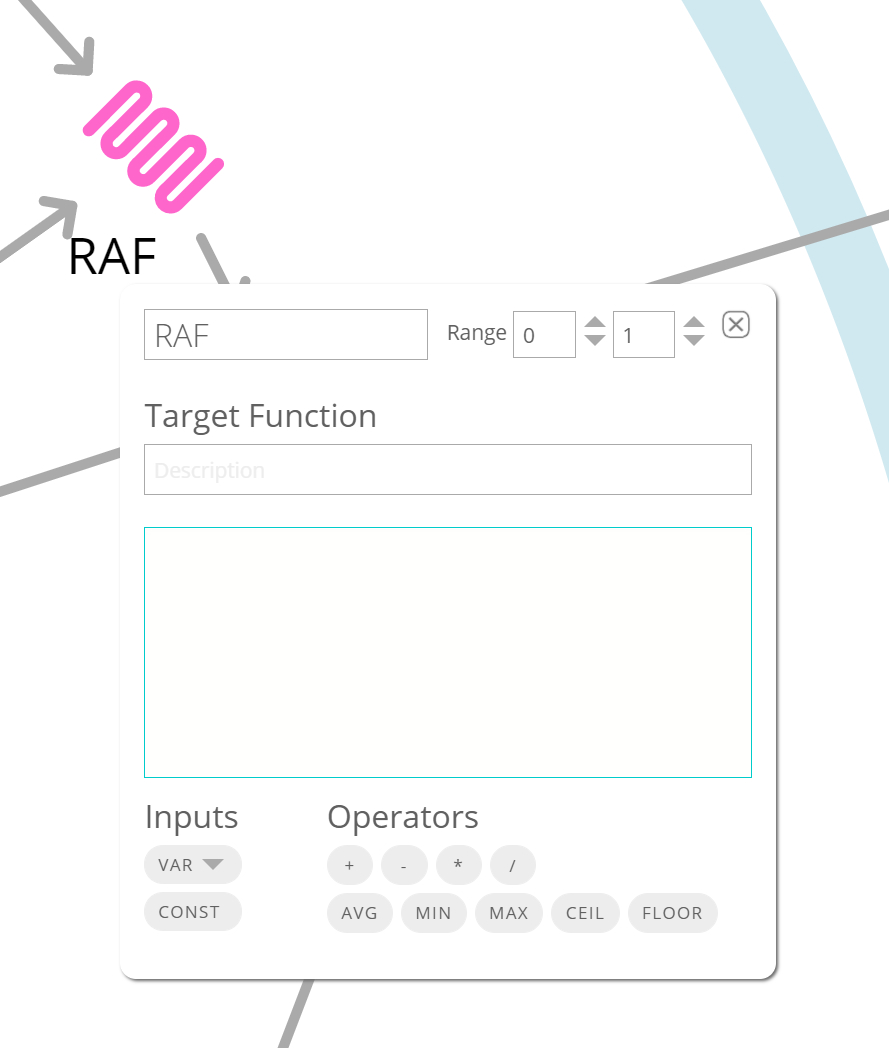 RAF
RAF Range 0 1
Target Function
Description
Inputs Operators
VAR + - * /
CONST AVG MIN MAX CEIL FLOOR